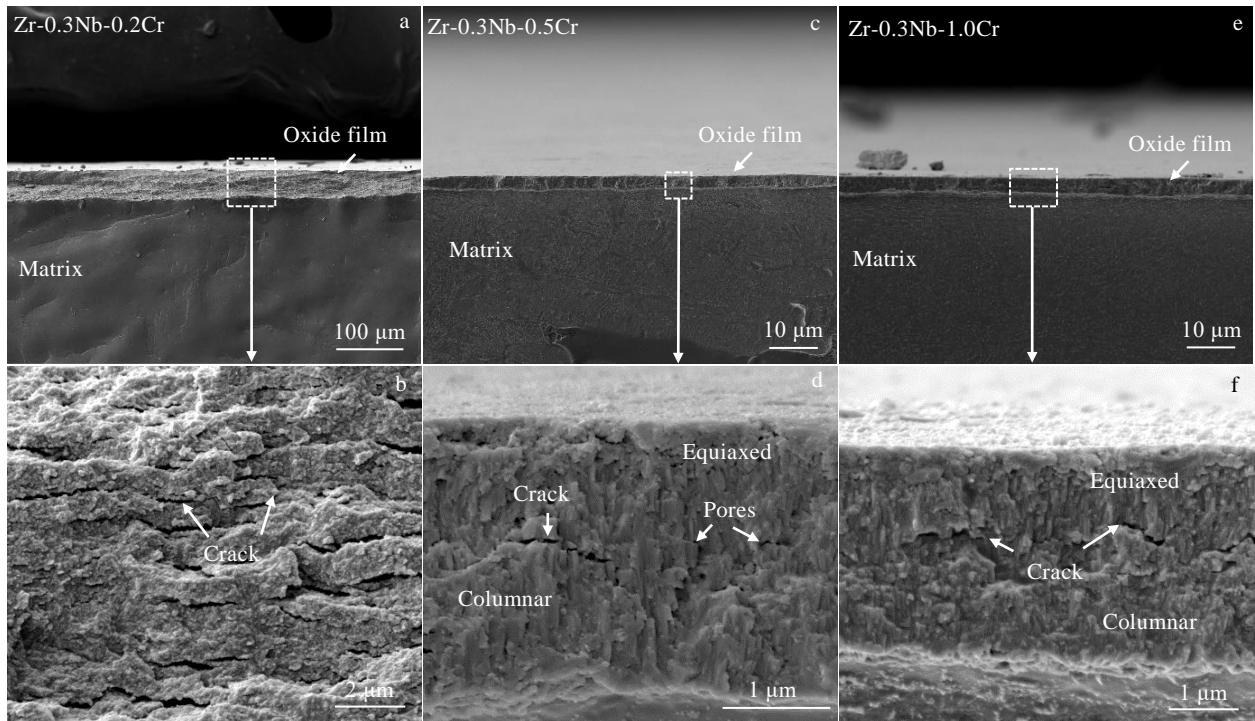 Zr-0.3Nb-0.2Cr
a
Oxide film
Matrix
100 μm
Zr-0.3Nb-0.5Cr
c
Oxide film
Matrix
10 μm
Zr-0.3Nb-1.0Cr
e
Oxide film
Matrix
10 μm
b
Crack
2 μm
d
Equiaxed
Crack
Pores
Columnar
1 μm
f
Equiaxed
Crack
Columnar
1 μm